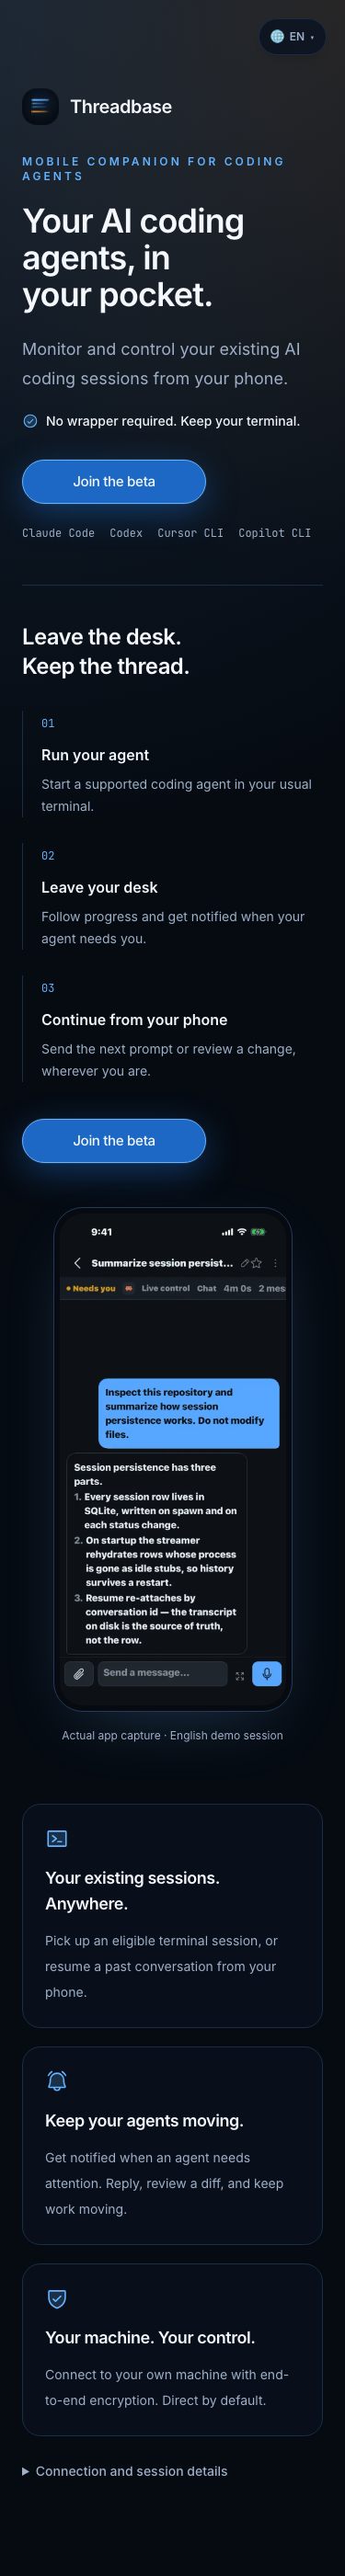 EN
Threadbase
MOBILE COMPANION FOR CODING
AGENTS
Your AI coding
agents, in
your pocket.
Monitor and control your existing AI
coding sessions from your phone.
No wrapper required. Keep your terminal.
Join the beta
Claude Code Codex Cursor CLI Copilot CLI
Leave the desk.
Keep the thread.
01
Run your agent
Start a supported coding agent in your usual
terminal.
02
Leave your desk
Follow progress and get notified when your
agent needs you.
03
Continue from your phone
Send the next prompt or review a change,
wherever you are.
Join the beta
9:41
Summarize session persist...
Needs you Live control Chat 4m 0s 2 mess
Inspect this repository and
summarize how session
persistence works. Do not modify
files.
Session persistence has three
parts.
1. Every session row lives in
SQLite, written on spawn and on
each status change.
2. On startup the streamer
rehydrates rows whose process
is gone as idle stubs, so history
survives a restart.
3. Resume re-attaches by
conversation id — the transcript
on disk is the source of truth,
not the row.
Send a message...
Actual app capture · English demo session
Your existing sessions.
Anywhere.
Pick up an eligible terminal session, or
resume a past conversation from your
phone.
Keep your agents moving.
Get notified when an agent needs
attention. Reply, review a diff, and keep
work moving.
Your machine. Your control.
Connect to your own machine with end-
to-end encryption. Direct by default.
Connection and session details